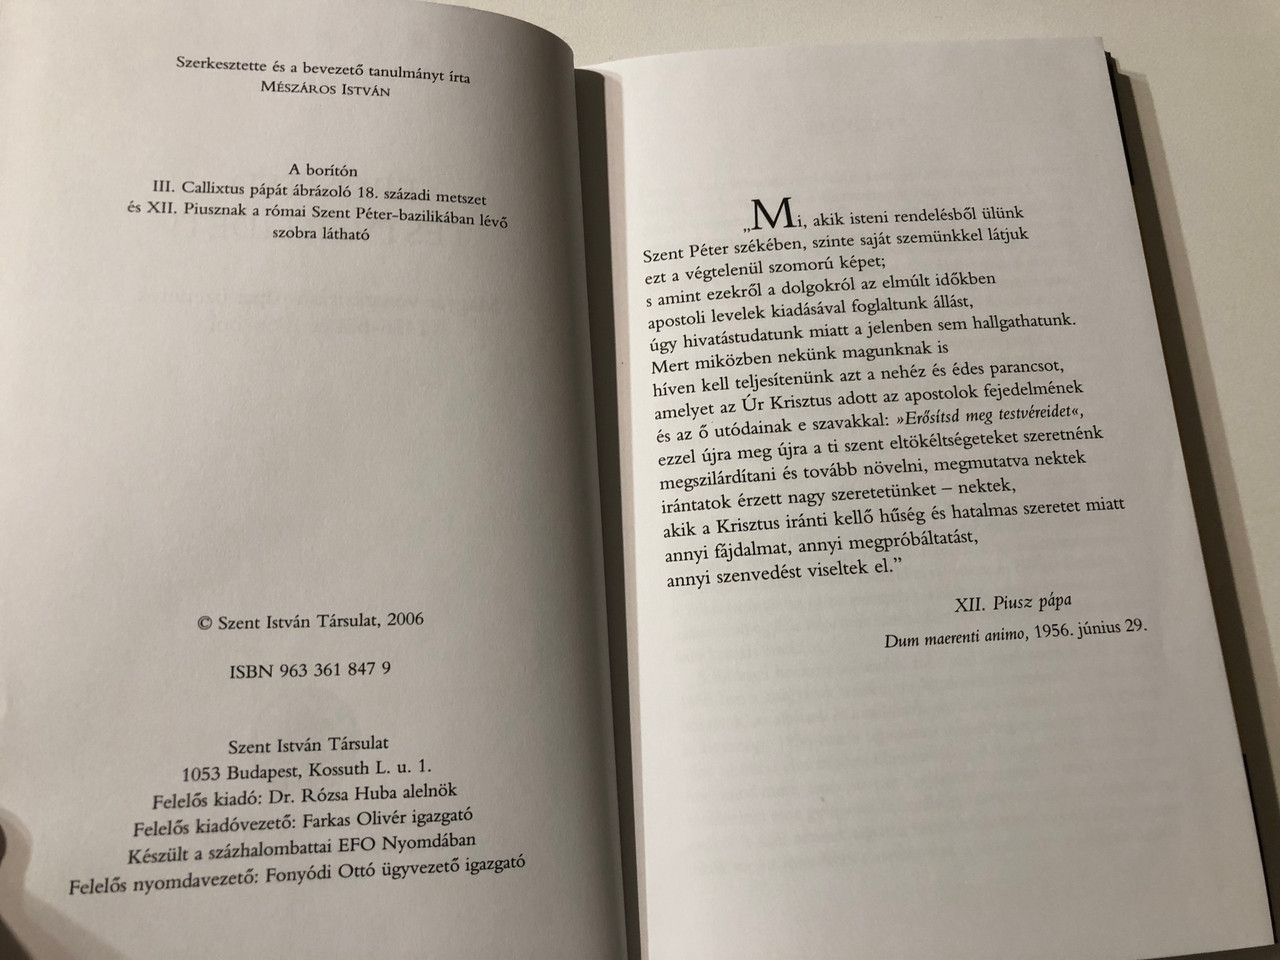 Szerkesztette és a bevezető tanulmányt írta
MÉSZÁROS ISTVÁN
A borítón
III. Callixtus pápát ábrázoló 18. századi metszet
és XII. Piusznak a római Szent Péter-bazilikában lévő
szobra látható
© Szent István Társulat, 2006
ISBN 963 361 847 9
Szent István Társulat
1053 Budapest, Kossuth L. u. 1.
Felelős kiadó: Dr. Rózsa Huba alelnök
Felelős kiadóvezető: Farkas Olivér igazgató
Készült a százhalombattai EFO Nyomdában
Felelős nyomdavezető: Fonyódi Ottó ügyvezető igazgató
„Mi, akik isteni rendelésből ülünk
Szent Péter székében, szinte saját szemünkkel látjuk
ezt a végtelenül szomorú képet;
s amint ezekről a dolgokról az elmúlt időkben
apostoli levelek kiadásával foglaltunk állást,
úgy hivatástudatunk miatt a jelenben sem hallgathatunk.
Mert miközben nekünk magunknak is
híven kell teljesítenünk azt a nehéz és édes parancsot,
amelyet az Úr Krisztus adott az apostolok fejedelmének
és az ő utódainak e szavakkal: »Erősítsd meg testvéreidet«,
ezzel újra meg újra a ti szent eltökéltségeteket szeretnénk
megszilárdítani és tovább növelni, megmutatva nektek
irántatok érzett nagy szeretetünket – nektek,
akik a Krisztus iránti kellő hűség és hatalmas szeretet miatt
annyi fájdalmat, annyi megpróbáltatást,
annyi szenvedést viseltek el.”
XII. Piusz pápa
Dum maerenti animo, 1956. június 29.